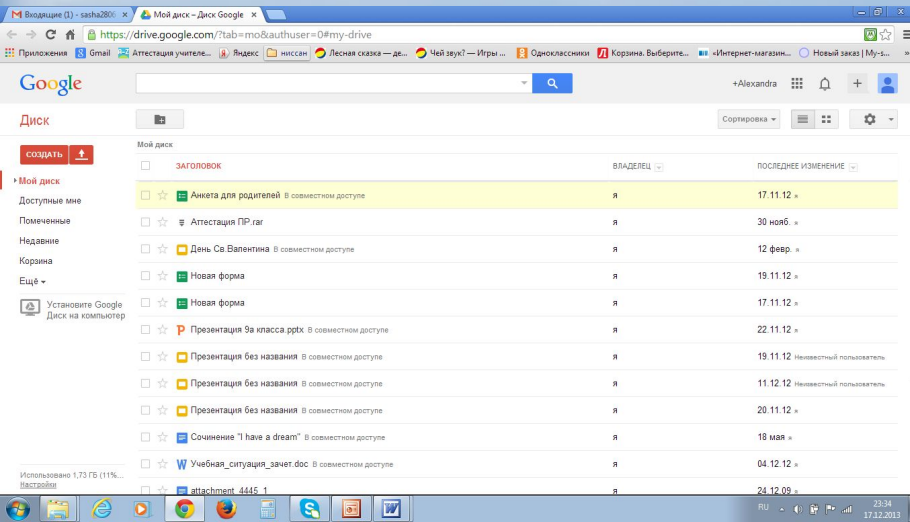 Входящие (1) - sasha2806 × Мой диск – Диск Google ×
https://drive.google.com/?tab=mo&authuser=0#my-drive
Приложения Gmail Аттестация учителе... Яндекс ниссан Лесная сказка — де... Чей звук? — Игры ... Одноклассники Корзина. Выберите... «Интернет-магазин... Новый заказ | My-s... »
Google +Alexandra
Диск Сортировка
Мой диск
СОЗДАТЬ
ЗАГОЛОВОК ВЛАДЕЛЕЦ ПОСЛЕДНЕЕ ИЗМЕНЕНИЕ
Мой диск
Доступные мне
Помеченные
Недавние
Корзина
Ещё
Установите Google
Диск на компьютер
Анкета для родителей В совместном доступе я 17.11.12 я
Аттестация ПР.rar я 30 нояб. я
День Св.Валентина В совместном доступе я 12 февр. я
Новая форма я 19.11.12 я
Новая форма я 17.11.12 я
Презентация 9а класса.pptx В совместном доступе я 22.11.12 я
Презентация без названия В совместном доступе я 19.11.12 Неизвестный пользователь
Презентация без названия В совместном доступе я 11.12.12 Неизвестный пользователь
Презентация без названия В совместном доступе я 20.11.12 я
Сочинение "I have a dream" В совместном доступе я 18 мая я
Учебная_ситуация_зачет.doc В совместном доступе я 04.12.12 я
attachment_4445_1 я 24.12.09 я
Использовано 1,73 ГБ (11%...
Настройки
RU 23:34
17.12.2013